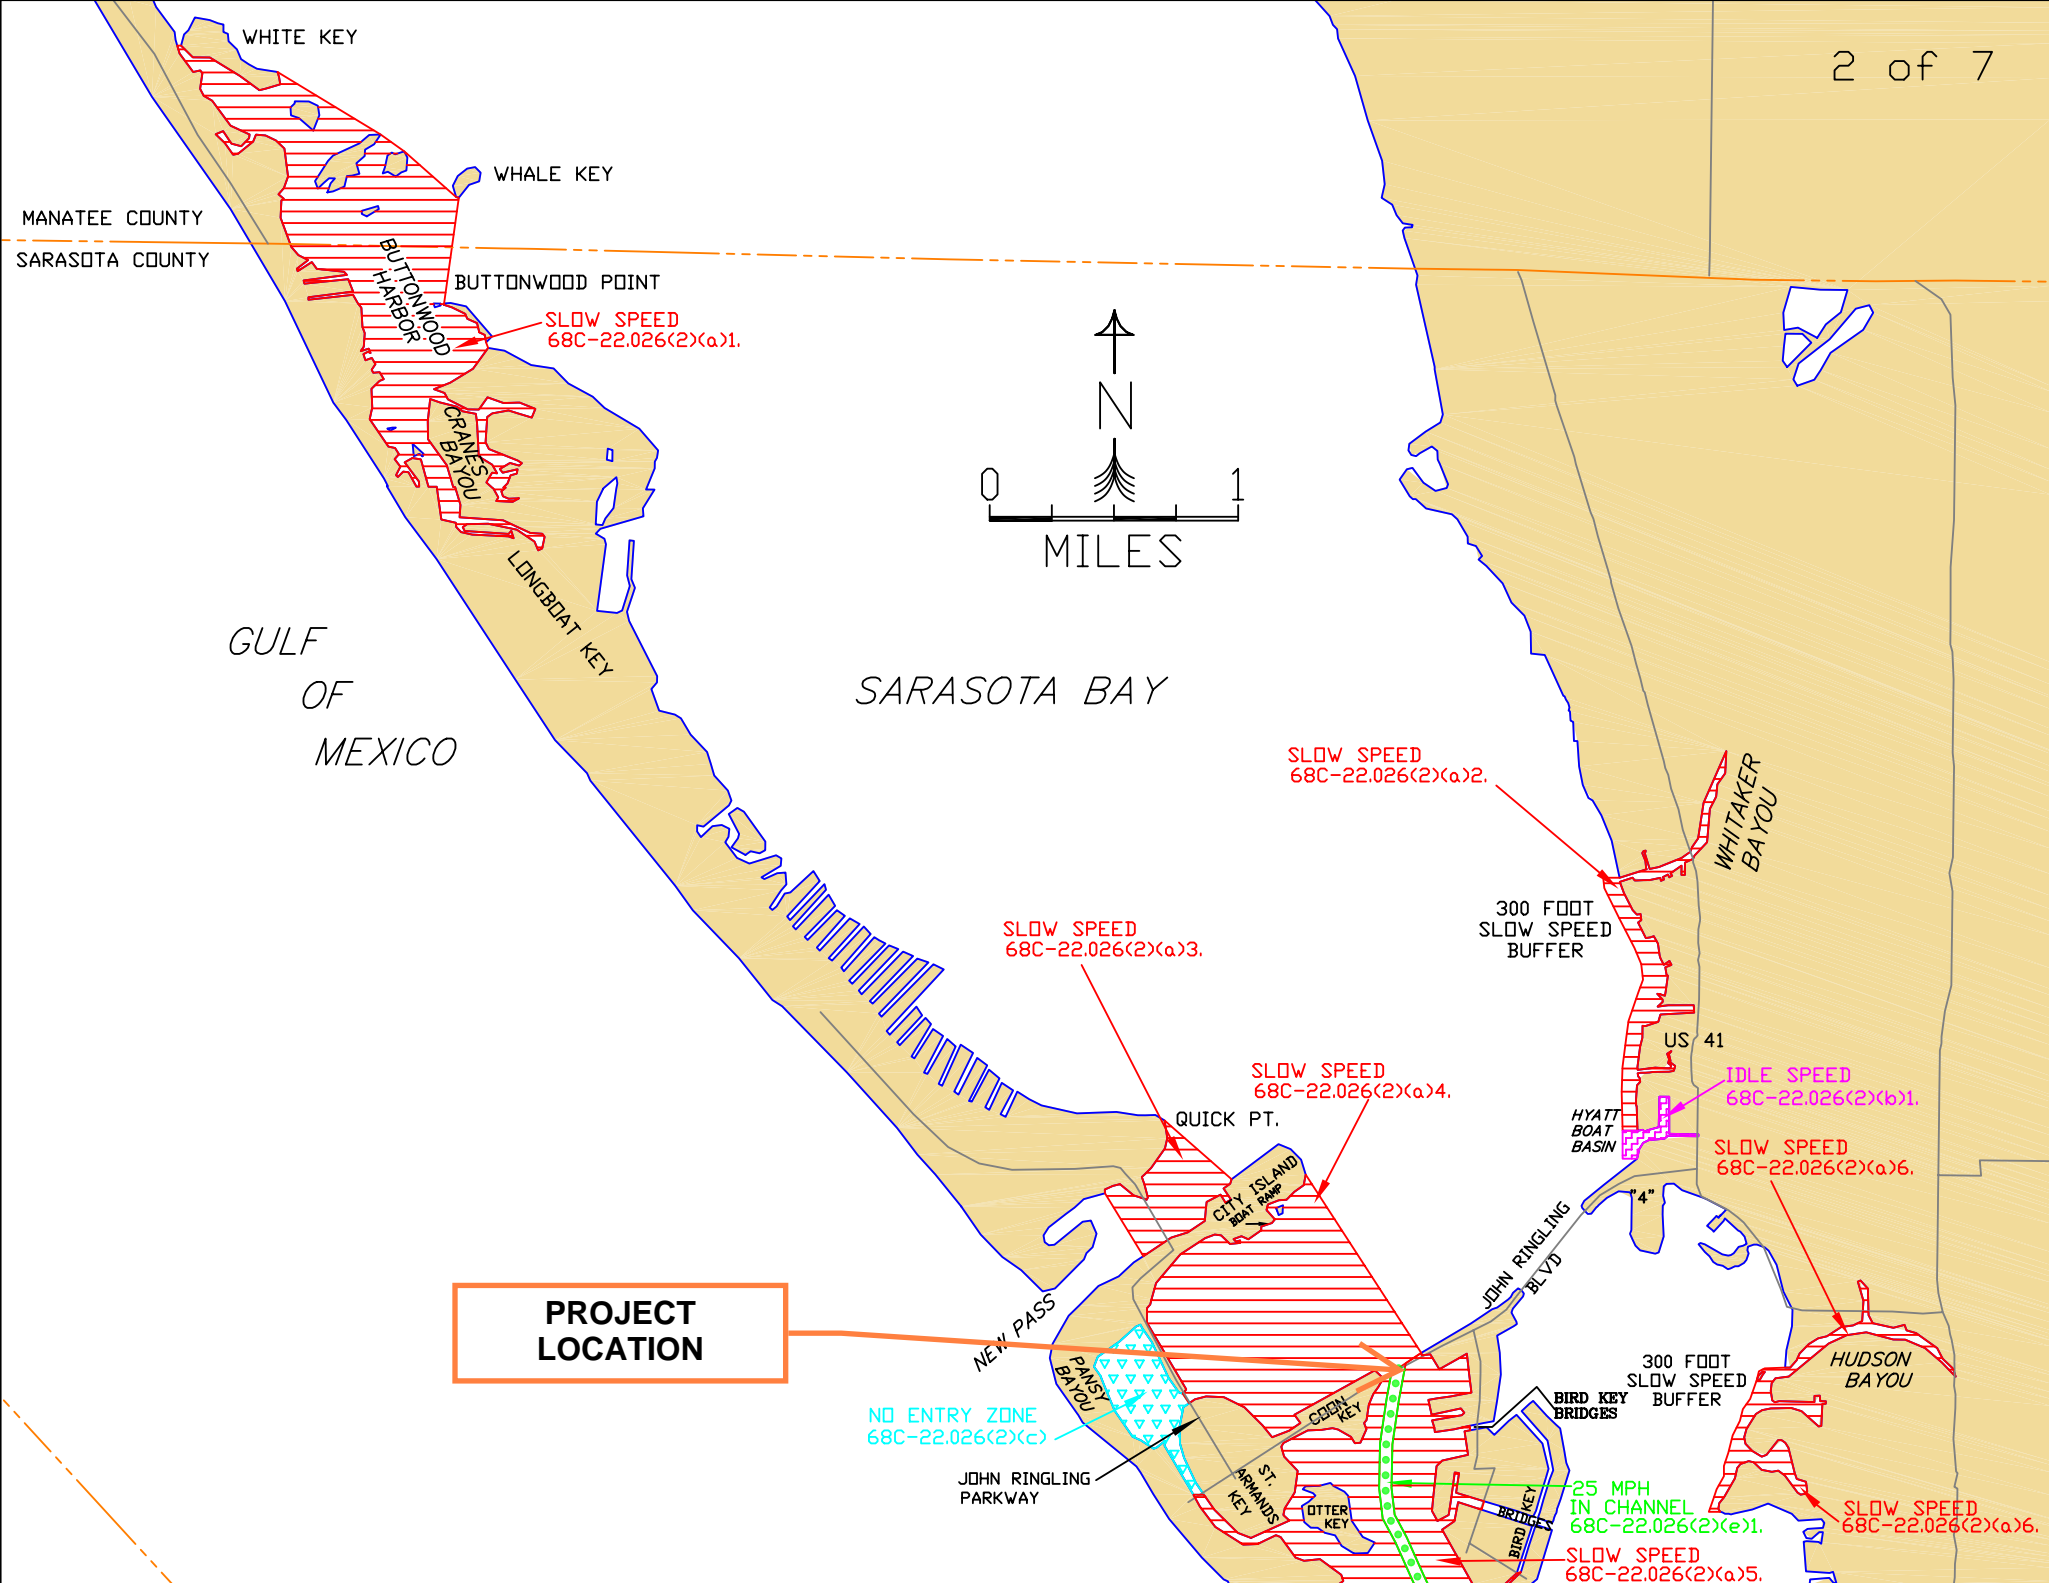 2 of 7
WHITE KEY
WHALE KEY
MANATEE COUNTY
SARASOTA COUNTY
BUTTONWOOD
HARBOR
BUTTONWOOD POINT
SLOW SPEED
68C-22.026(2)(a)1.
CRANES
BAYOU
LONGBOAT KEY
N
0 1
MILES
GULF
OF
MEXICO
SARASOTA BAY
SLOW SPEED
68C-22.026(2)(a)2.
WHITAKER
BAYOU
300 FOOT
SLOW SPEED
BUFFER
SLOW SPEED
68C-22.026(2)(a)3.
US 41
SLOW SPEED
68C-22.026(2)(a)4.
IDLE SPEED
68C-22.026(2)(b)1.
QUICK PT.
HYATT
BOAT
BASIN
SLOW SPEED
68C-22.026(2)(a)6.
CITY ISLAND
BOAT RAMP
"4"
JOHN RINGLING
BLVD
PROJECT
LOCATION
NEW PASS
PANSY
BAYOU
300 FOOT
SLOW SPEED
BUFFER
HUDSON
BAYOU
COON
KEY
BIRD KEY
BRIDGES
NO ENTRY ZONE
68C-22.026(2)(c)
JOHN RINGLING
PARKWAY
ST.
ARMANDS
KEY
OTTER
KEY
25 MPH
IN CHANNEL
68C-22.026(2)(e)1.
BRIDGES
BIRD KEY
SLOW SPEED
68C-22.026(2)(a)6.
SLOW SPEED
68C-22.026(2)(a)5.